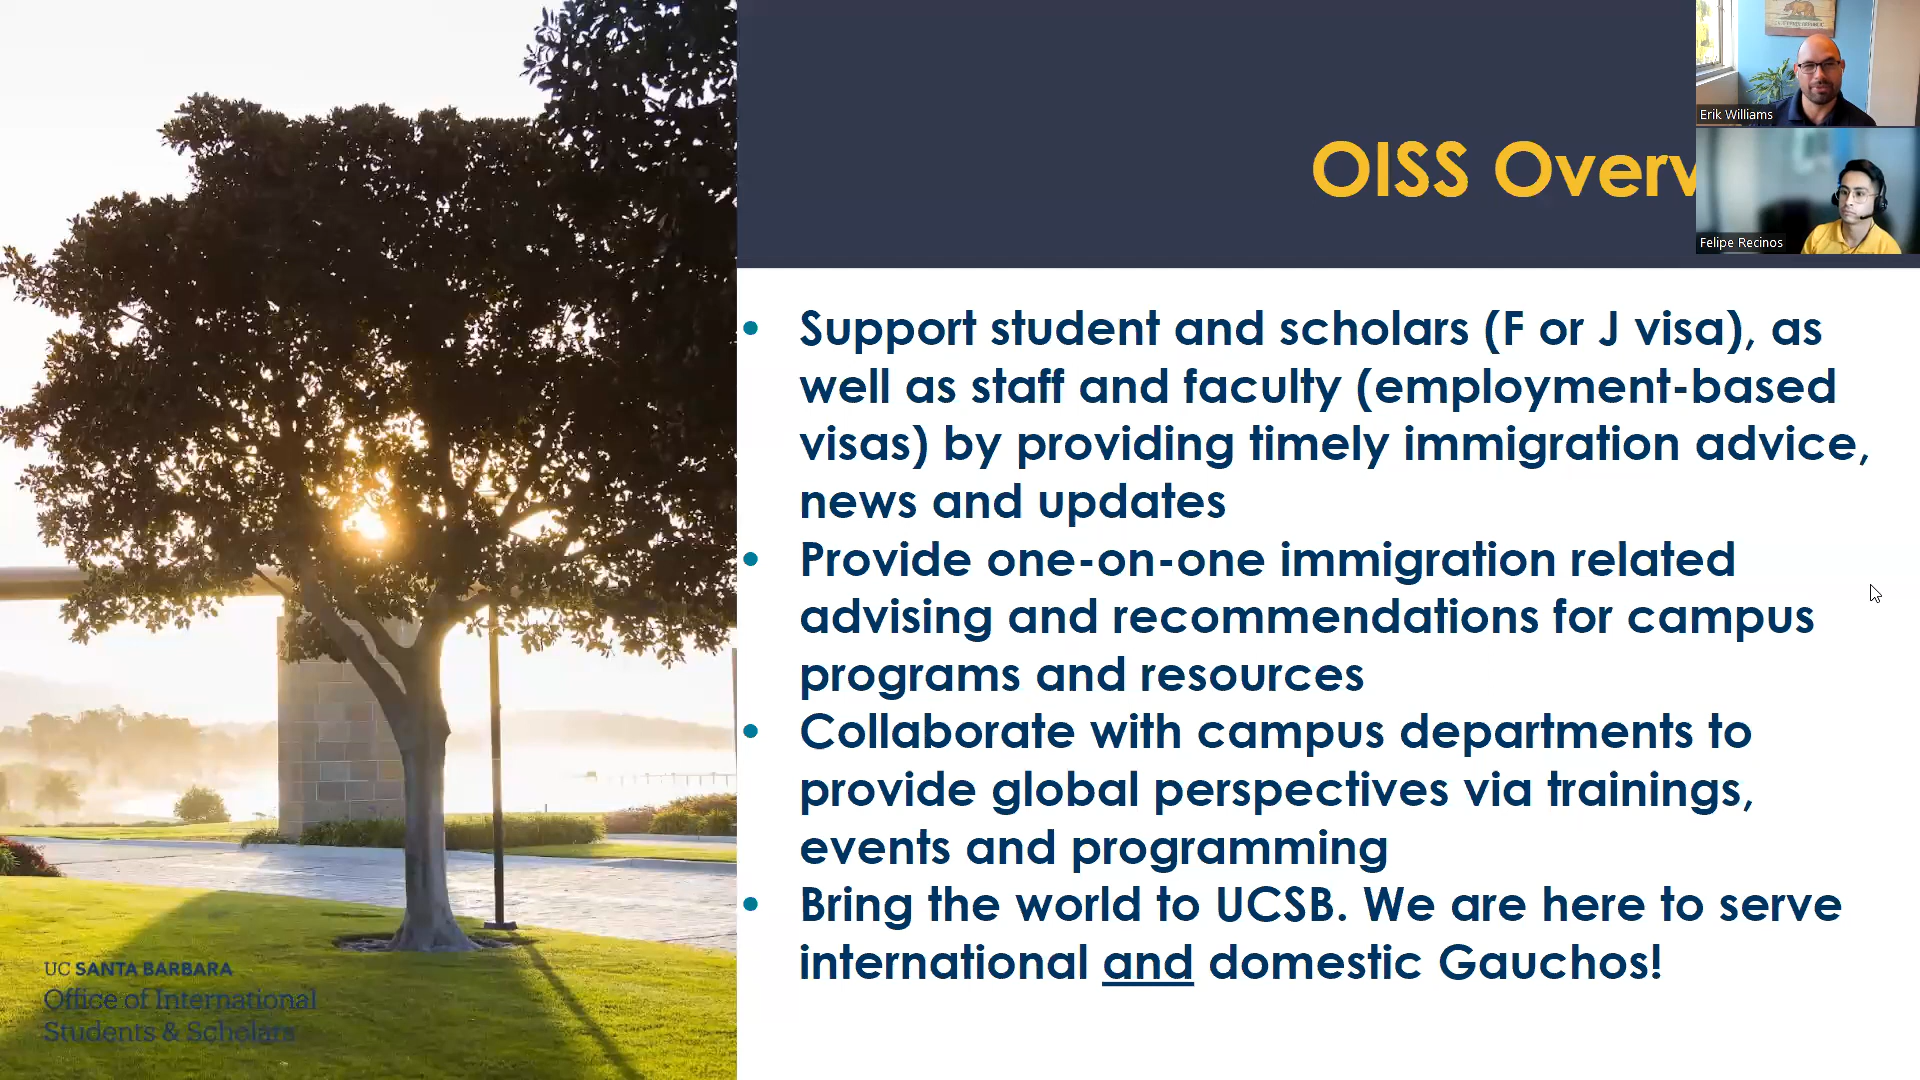 OISS Overv
Erik Williams
Felipe Recinos
Support student and scholars (F or J visa), as
well as staff and faculty (employment-based
visas) by providing timely immigration advice,
news and updates
Provide one-on-one immigration related
advising and recommendations for campus
programs and resources
Collaborate with campus departments to
provide global perspectives via trainings,
events and programming
Bring the world to UCSB. We are here to serve
international and domestic Gauchos!
UC SANTA BARBARA
Office of International
Students & Scholars